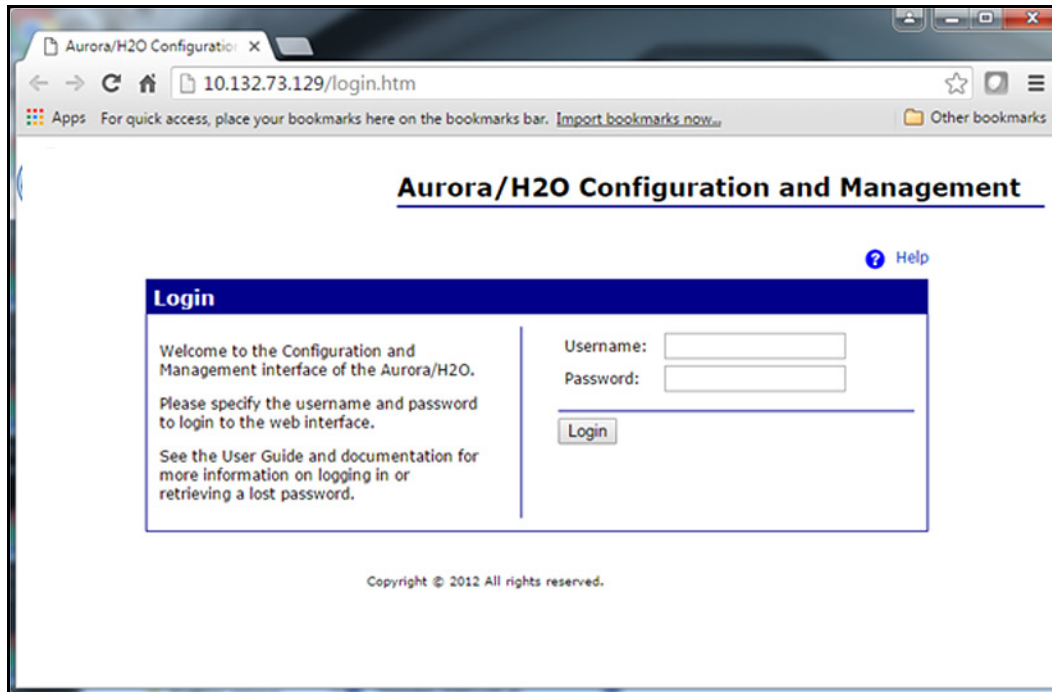 Aurora/H2O Configuration
10.132.73.129/login.htm
Apps For quick access, place your bookmarks here on the bookmarks bar. Import bookmarks now... Other bookmarks
Aurora/H2O Configuration and Management
? Help
Login
Welcome to the Configuration and
Management interface of the Aurora/H2O.
Please specify the username and password
to login to the web interface.
See the User Guide and documentation for
more information on logging in or
retrieving a lost password.
Username:
Password:
Login
Copyright © 2012 All rights reserved.